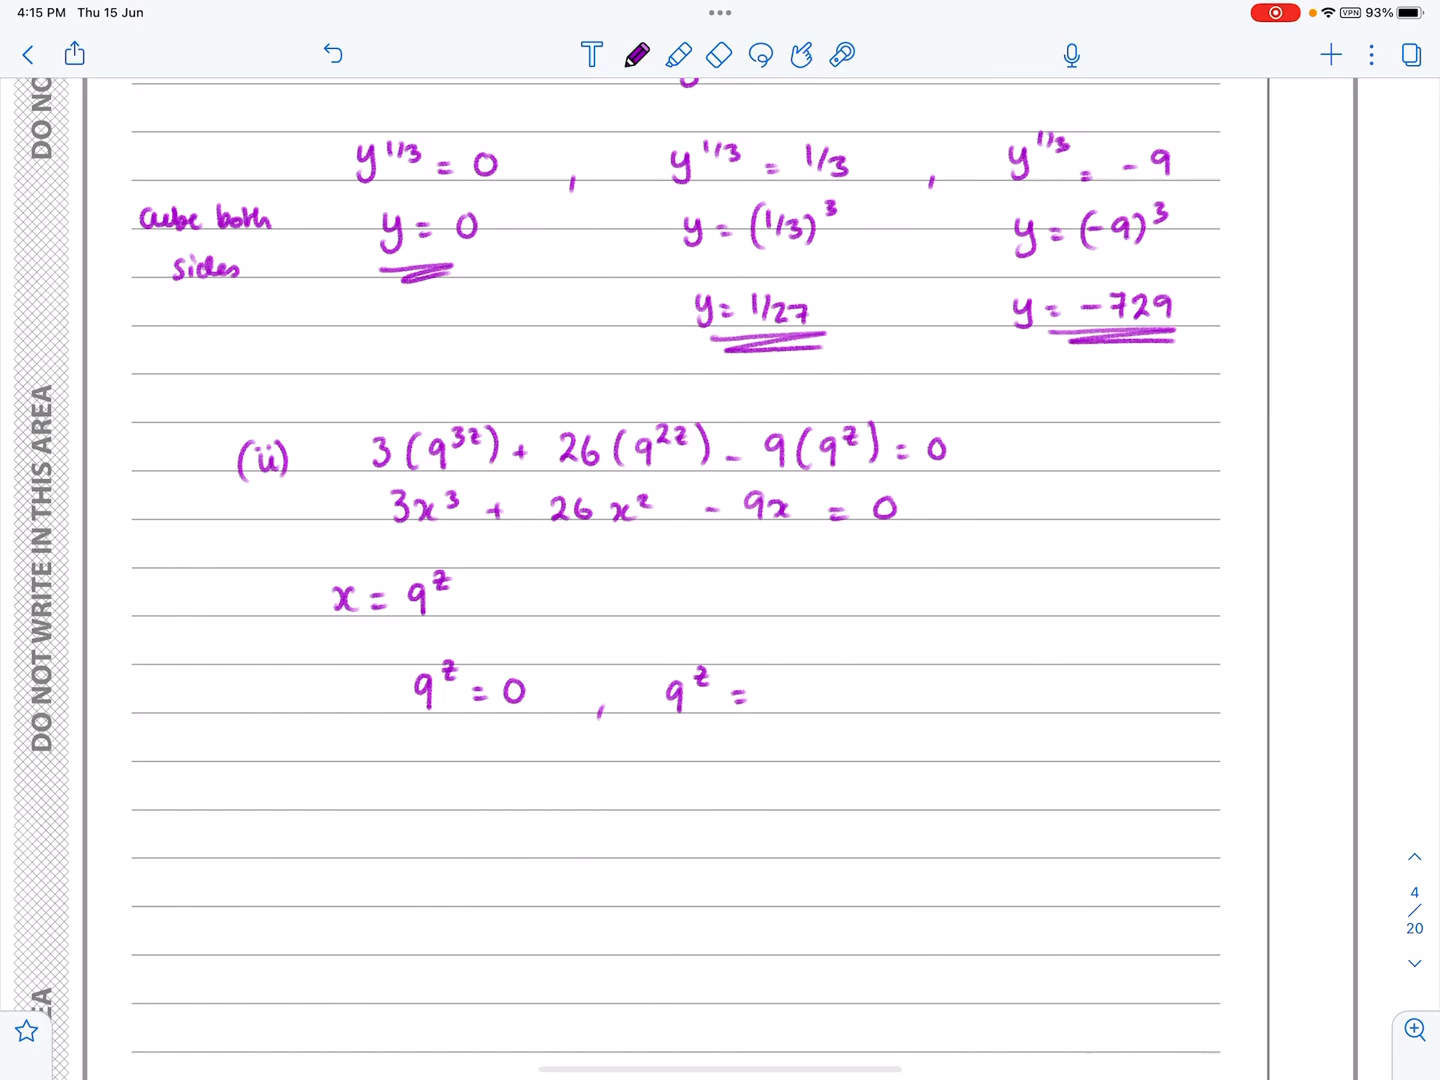 4:15 PM Thu 15 Jun
VPN 93%
T
DO NO
y^1/3 = 0 , y^1/3 = 1/3 , y^1/3 = -9
cube both y = 0 y = (1/3)^3 y = (-9)^3
sides
y = 1/27 y = -729
DO NOT WRITE IN THIS AREA
(ii) 3(9^3z) + 26(9^2z) - 9(9^z) = 0
3x^3 + 26x^2 - 9x = 0
x = 9^z
9^z = 0 , 9^z =
4
/
20
EA